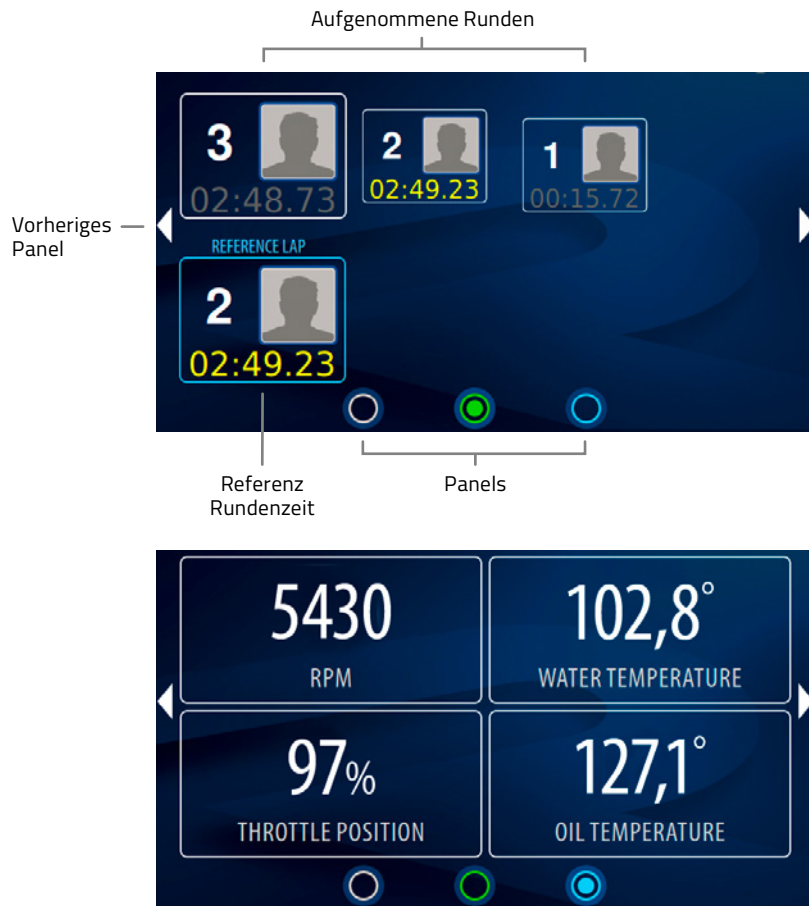 Aufgenommene Runden
3
02:48.73
2
02:49.23
1
00:15.72
Vorheriges
Panel
REFERENCE LAP
2
02:49.23
Referenz
Rundenzeit
Panels
5430
RPM
102,8°
WATER TEMPERATURE
97%
THROTTLE POSITION
127,1°
OIL TEMPERATURE